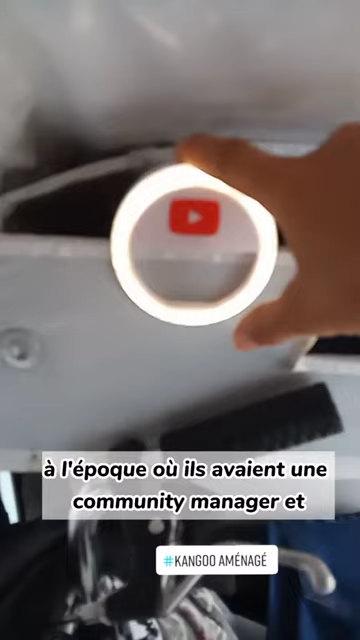 à l'époque où ils avaient une
community manager et
#KANGOO AMÉNAGÉ